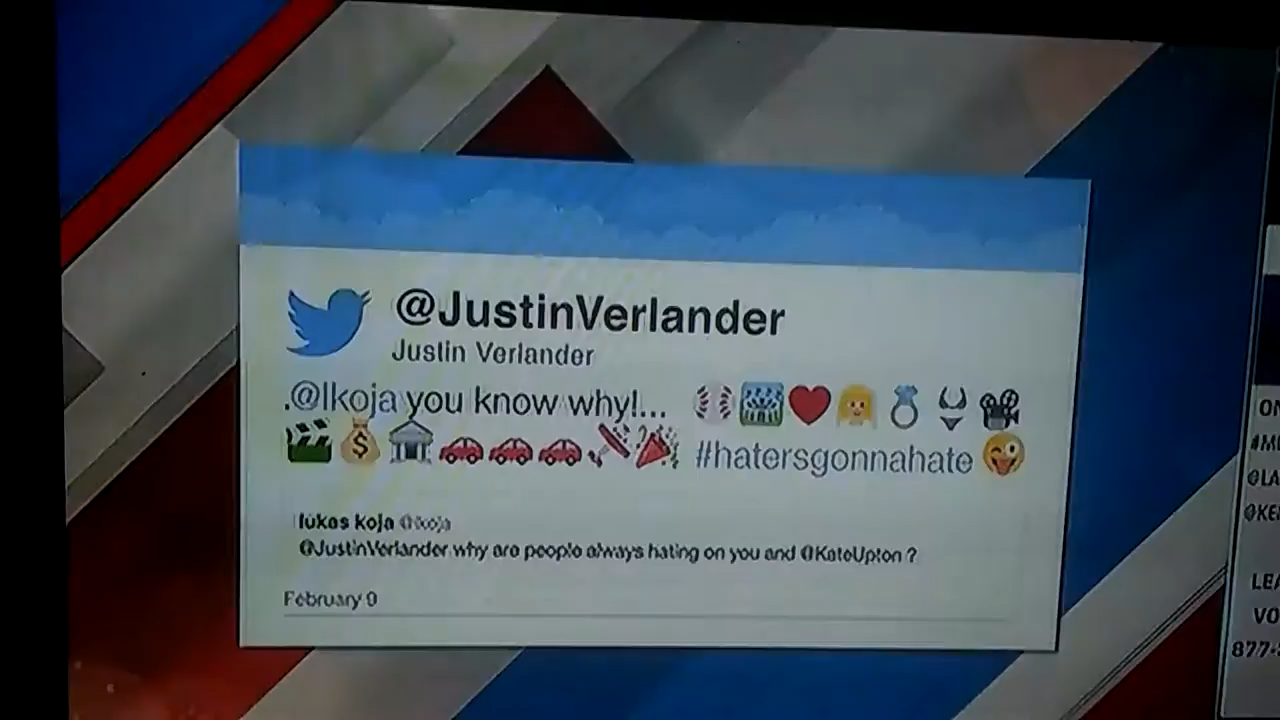 @JustinVerlander
Justin Verlander
.@lkoja you know why!... ⚾🎆❤️👱‍♀️💍👙🎥
🎬💰🏛️🚗🚗🚗🎉 #hatersgonnahate 😜
lukas koja @lkoja
@JustinVerlander why are people always hating on you and @KateUpton ?
February 9
877-